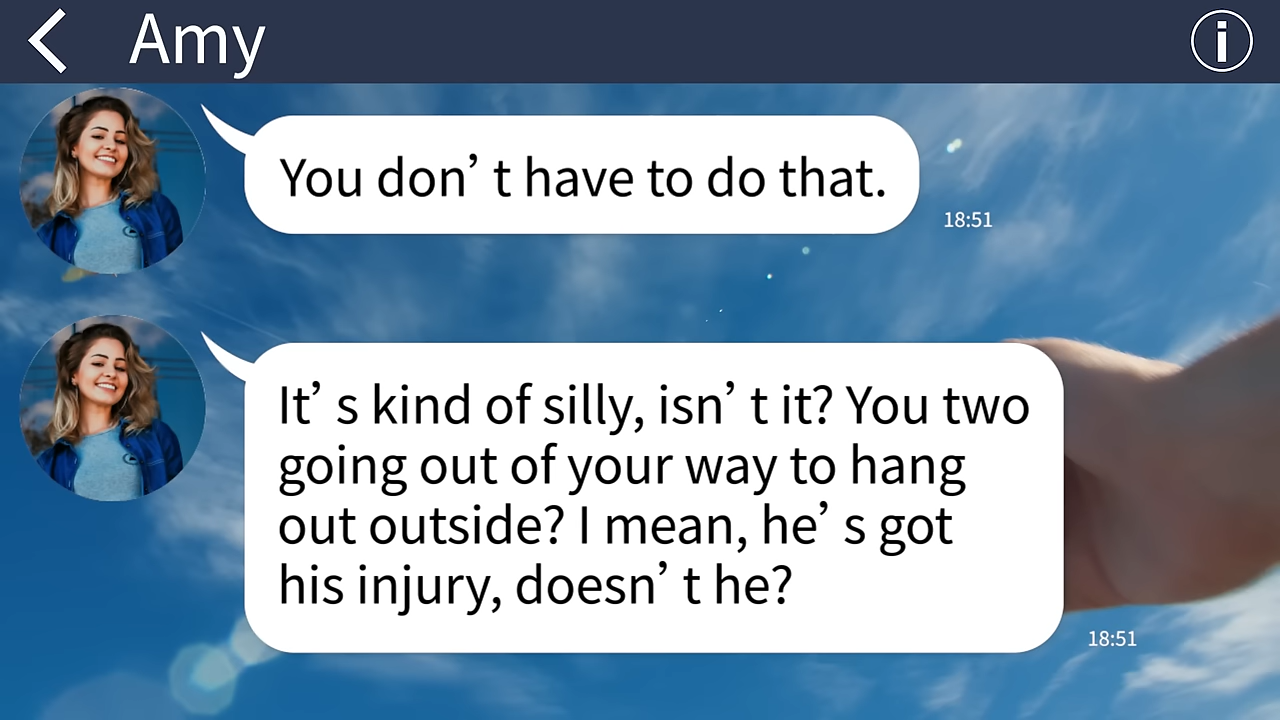 Amy
You don’t have to do that.
18:51
It’s kind of silly, isn’t it? You two
going out of your way to hang
out outside? I mean, he’s got
his injury, doesn’t he?
18:51